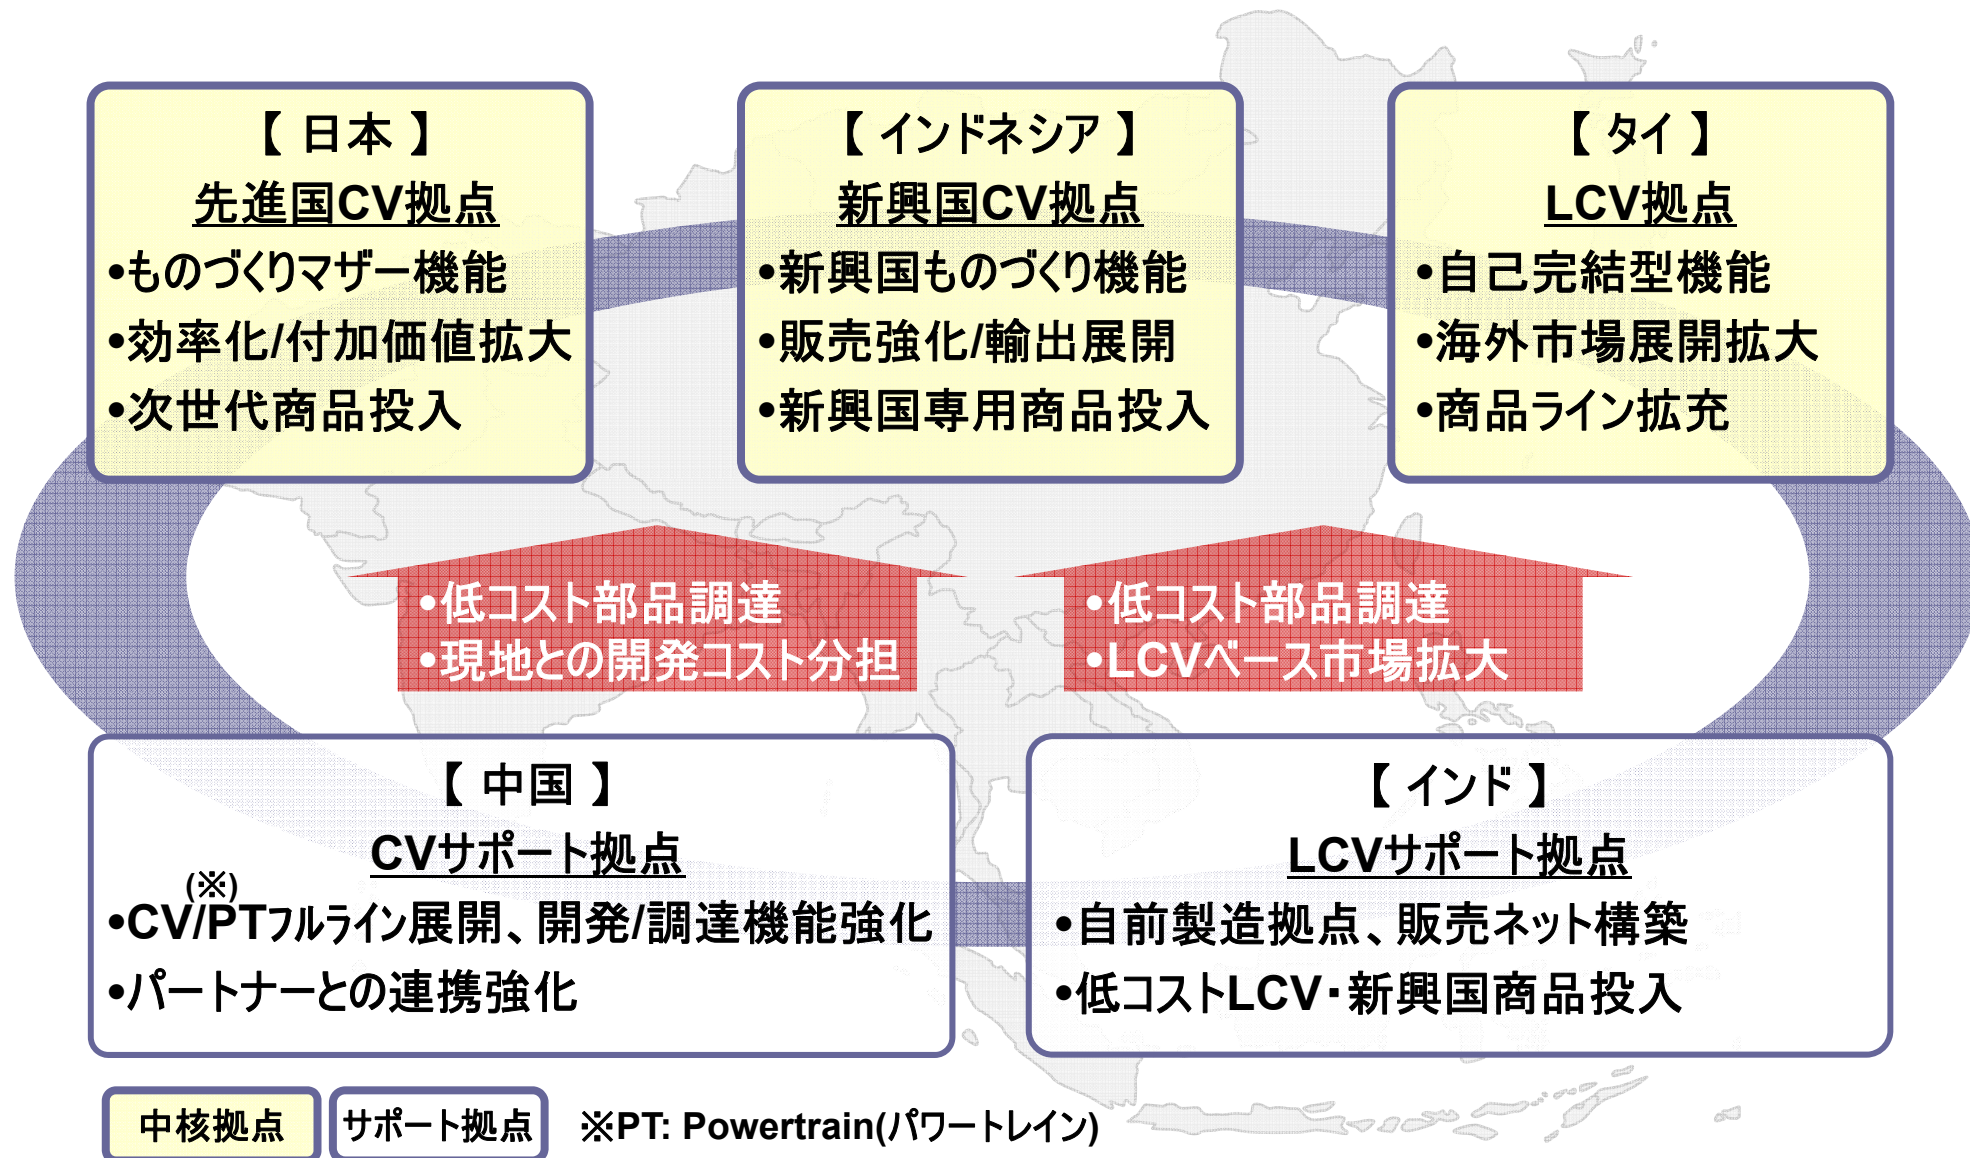 【 日本 】
先進国CV拠点
•ものづくりマザー機能
•効率化/付加価値拡大
•次世代商品投入
【 インドネシア 】
新興国CV拠点
•新興国ものづくり機能
•販売強化/輸出展開
•新興国専用商品投入
【 タイ 】
LCV拠点
•自己完結型機能
•海外市場展開拡大
•商品ライン拡充
•低コスト部品調達
•現地との開発コスト分担
•低コスト部品調達
•LCVベース市場拡大
【 中国 】
CVサポート拠点
(※)
•CV/PTフルライン展開、開発/調達機能強化
•パートナーとの連携強化
【 インド 】
LCVサポート拠点
•自前製造拠点、販売ネット構築
•低コストLCV・新興国商品投入
中核拠点
サポート拠点
※PT: Powertrain(パワートレイン)